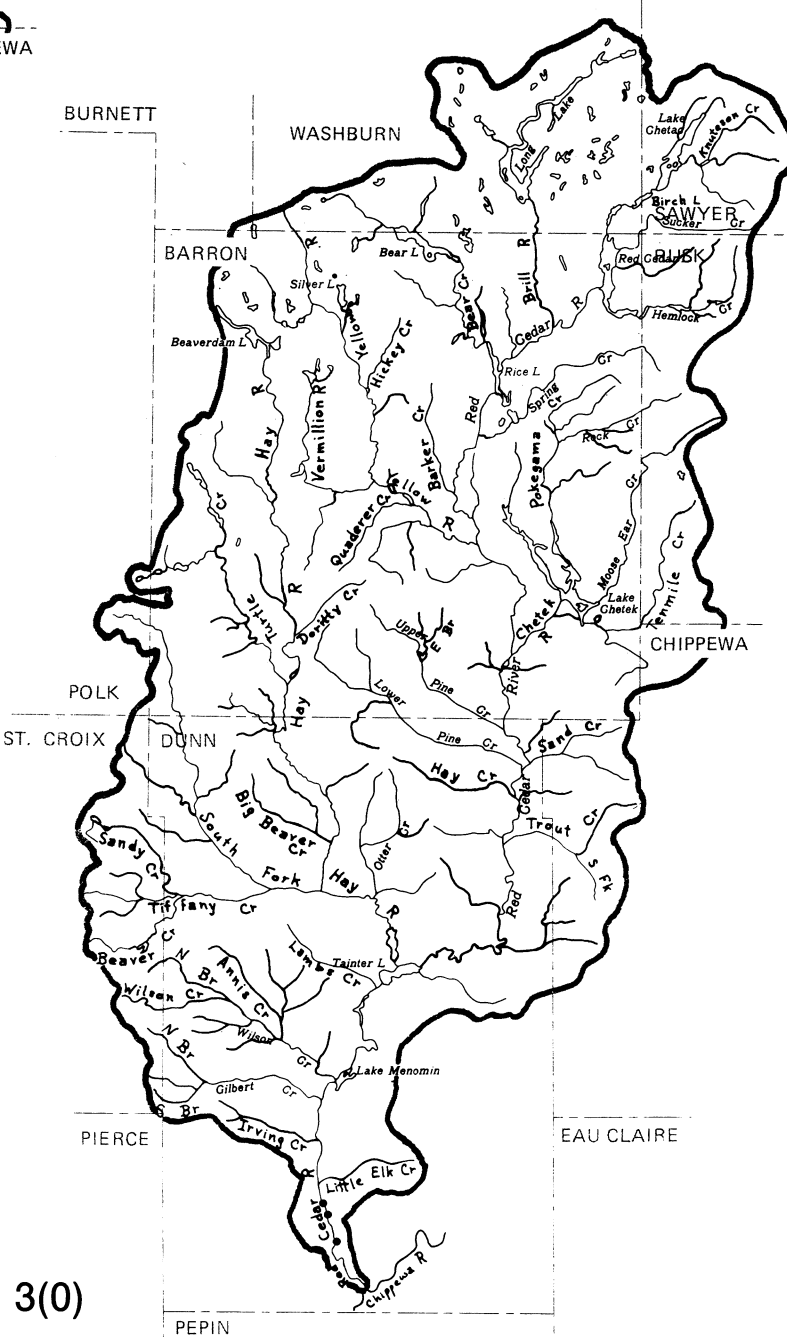 EWA
BURNETT
WASHBURN
Lake
Long
Lake
Chetac
Knuteson Cr
Birch L
SAWYER
Sucker Cr
BARRON
R
Bear L
R
Red Cedar
RUSK
Silver L
Brill
Bear Cr
Cedar R
Hemlock Cr
Yellow
Hickey Cr
Beaverdam L
Rice L
Cr
Spring
Cr
R
Hay
Vermillion R
Barker Cr
Red
Rock Cr
Pokegama
Cr
Yellow
R
Quaderer Cr
Cr
Moose Ear
Tenmile Cr
Turtle
R
Doritty Cr
Lake
Chetek
Chetek
R
Upper E Br
CHIPPEWA
River
POLK
Lower
Pine
Cr
Hay
ST. CROIX
DUNN
Pine Cr
Sand Cr
Hay Cr
Cedar
Big Beaver
Cr
South
Fork
Trout Cr
Sandy Cr
Otter Cr
S Fk
Hay
R
Red
Tiffany Cr
Beaver Cr
N Br
Annis Cr
Lambs Cr
Tainter L
Wilson Cr
N Br
Wilson Cr
Lake Menomin
Gilbert Cr
S Br
PIERCE
Irving Cr
EAU CLAIRE
R
Little Elk Cr
Cedar
Red
Chippewa R
3(0)
PEPIN